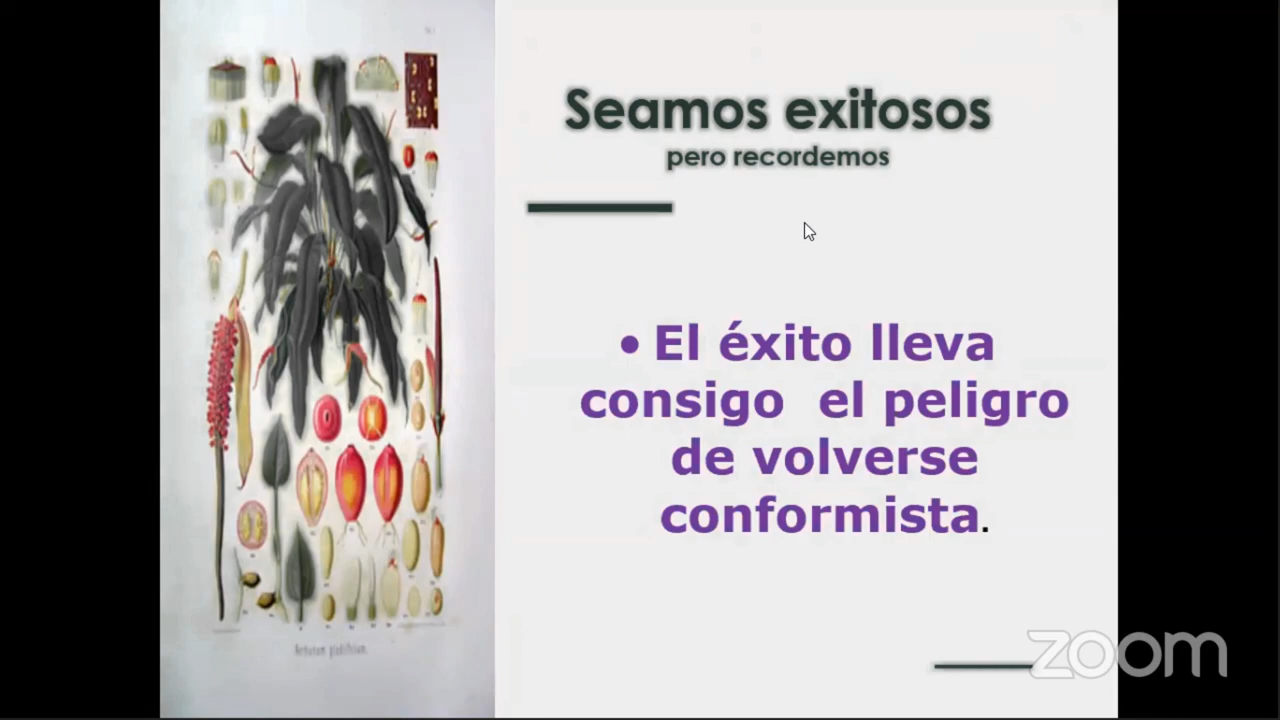 Seamos exitosos
pero recordemos
• El éxito lleva
consigo el peligro
de volverse
conformista.
zoom